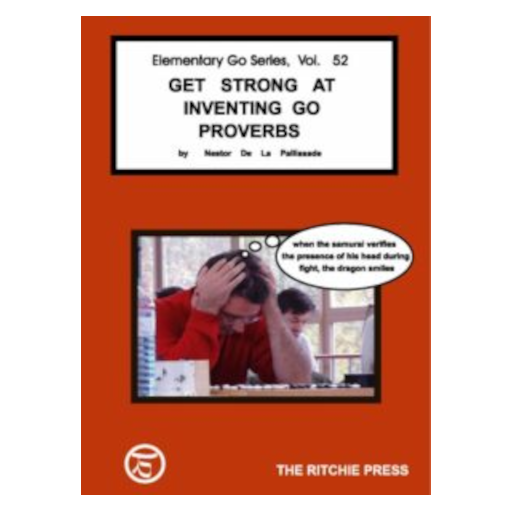 Elementary Go Series, Vol. 52
GET STRONG AT
INVENTING GO
PROVERBS
by Nestor De La Pallissade
when the samurai verifies
the presence of his head during
fight, the dragon smiles
THE RITCHIE PRESS